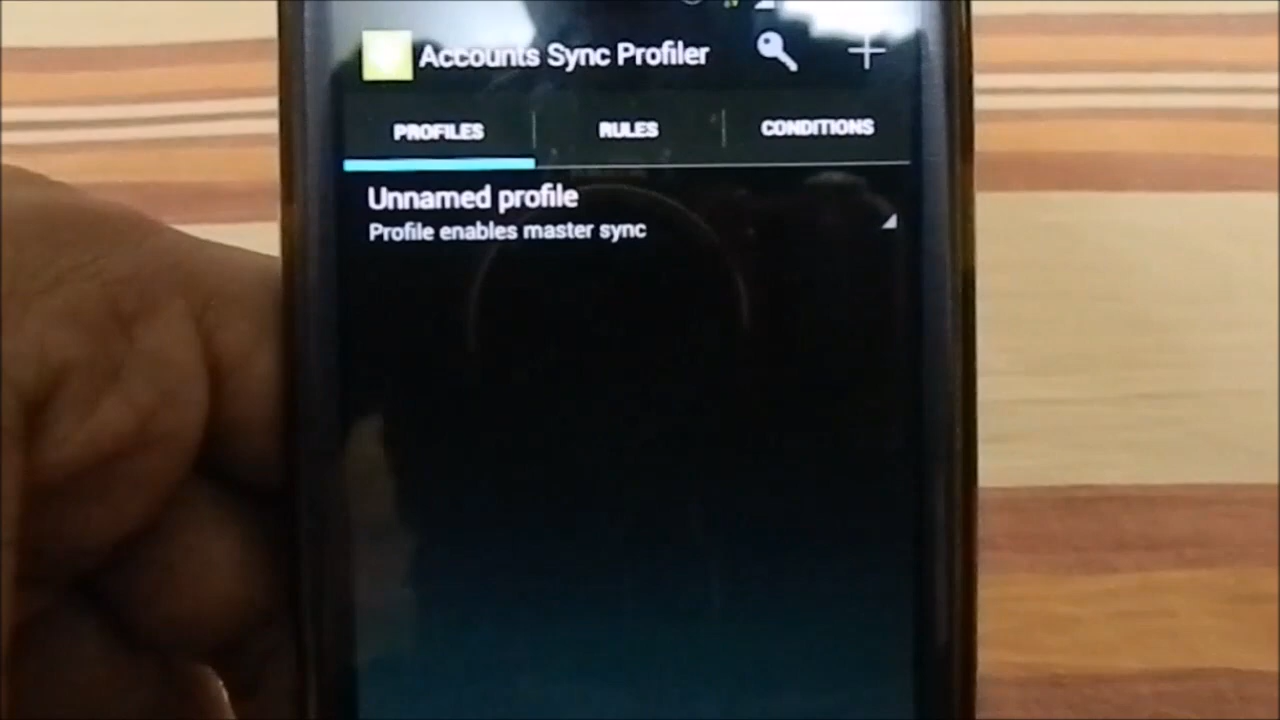 Accounts Sync Profiler
PROFILES
RULES
CONDITIONS
Unnamed profile
Profile enables master sync